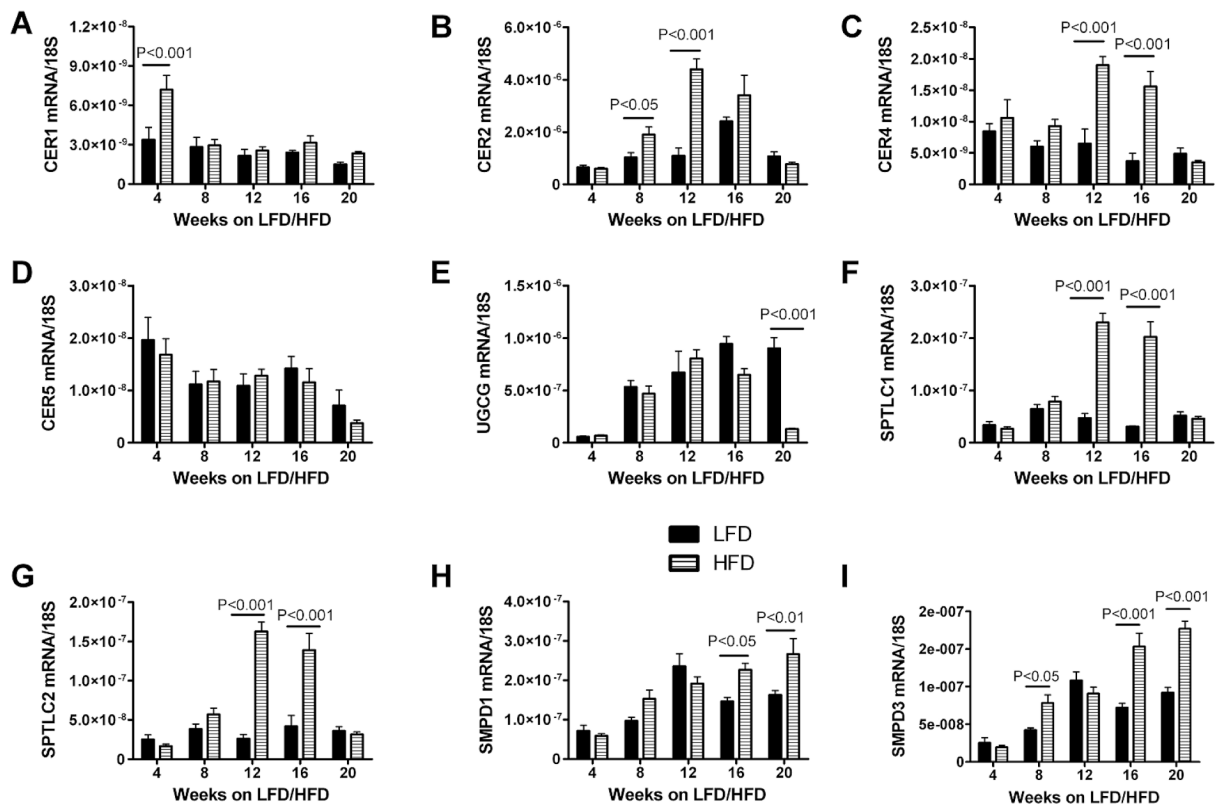 A
CER1 mRNA/18S
1.2×10⁻⁸
9.0×10⁻⁹
6.0×10⁻⁹
3.0×10⁻⁹
0
P<0.001
4 8 12 16 20
Weeks on LFD/HFD
B
CER2 mRNA/18S
6.0×10⁻⁶
4.0×10⁻⁶
2.0×10⁻⁶
0
P<0.05
P<0.001
4 8 12 16 20
Weeks on LFD/HFD
C
CER4 mRNA/18S
2.5×10⁻⁸
2.0×10⁻⁸
1.5×10⁻⁸
1.0×10⁻⁸
5.0×10⁻⁹
0
P<0.001
P<0.001
4 8 12 16 20
Weeks on LFD/HFD
D
CER5 mRNA/18S
3.0×10⁻⁸
2.0×10⁻⁸
1.0×10⁻⁸
0
4 8 12 16 20
Weeks on LFD/HFD
E
UGCG mRNA/18S
1.5×10⁻⁶
1.0×10⁻⁶
5.0×10⁻⁷
0
P<0.001
4 8 12 16 20
Weeks on LFD/HFD
F
SPTLC1 mRNA/18S
3.0×10⁻⁷
2.0×10⁻⁷
1.0×10⁻⁷
0
P<0.001
P<0.001
4 8 12 16 20
Weeks on LFD/HFD
LFD
HFD
G
SPTLC2 mRNA/18S
2.0×10⁻⁷
1.5×10⁻⁷
1.0×10⁻⁷
5.0×10⁻⁸
0
P<0.001
P<0.001
4 8 12 16 20
Weeks on LFD/HFD
H
SMPD1 mRNA/18S
4.0×10⁻⁷
3.0×10⁻⁷
2.0×10⁻⁷
1.0×10⁻⁷
0
P<0.05
P<0.01
4 8 12 16 20
Weeks on LFD/HFD
I
SMPD3 mRNA/18S
2e-007
2e-007
1e-007
5e-008
0
P<0.05
P<0.001
P<0.001
4 8 12 16 20
Weeks on LFD/HFD